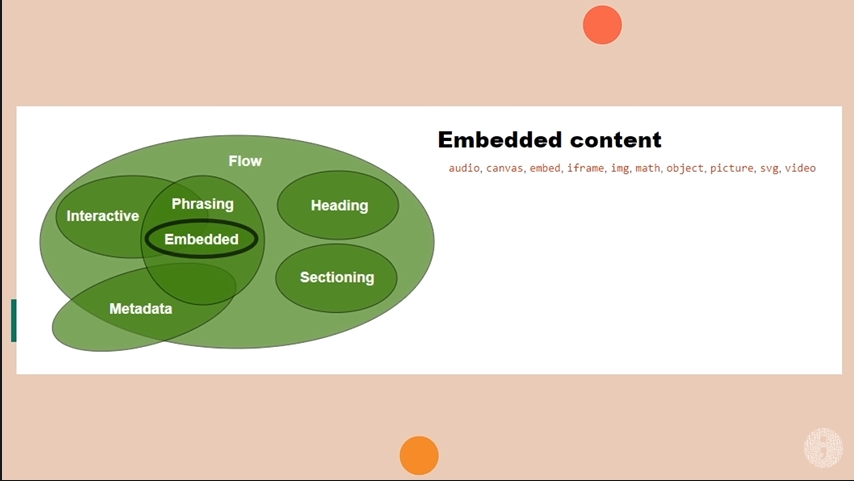 Embedded content
audio, canvas, embed, iframe, img, math, object, picture, svg, video
Flow
Phrasing
Interactive
Embedded
Heading
Sectioning
Metadata